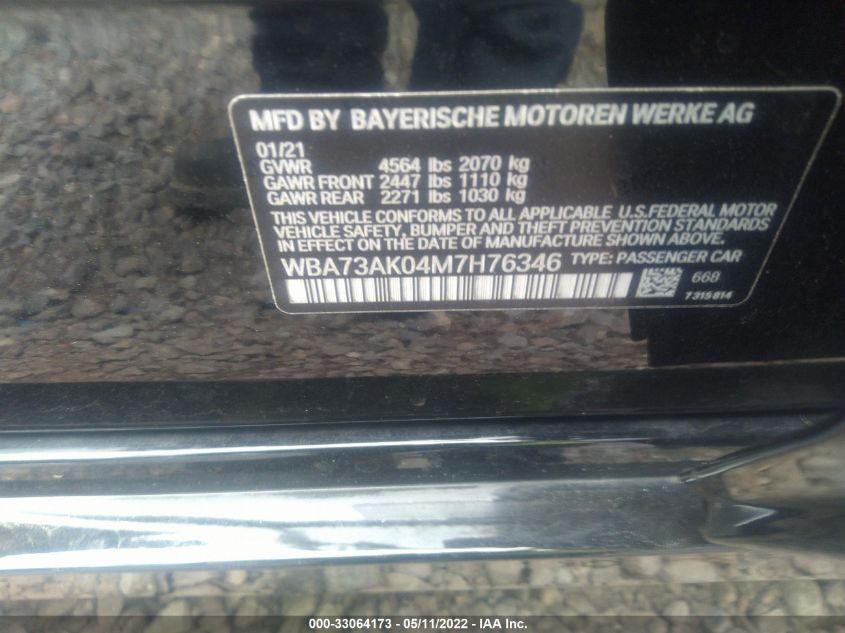 MFD BY BAYERISCHE MOTOREN WERKE AG
01/21
GVWR 4564 lbs 2070 kg
GAWR FRONT 2447 lbs 1110 kg
GAWR REAR 2271 lbs 1030 kg
THIS VEHICLE CONFORMS TO ALL APPLICABLE U.S.FEDERAL MOTOR
VEHICLE SAFETY, BUMPER AND THEFT PREVENTION STANDARDS
IN EFFECT ON THE DATE OF MANUFACTURE SHOWN ABOVE.
WBA73AK04M7H76346 TYPE: PASSENGER CAR
668
7 315 814
000-33064173 - 05/11/2022 - © IAA Inc.